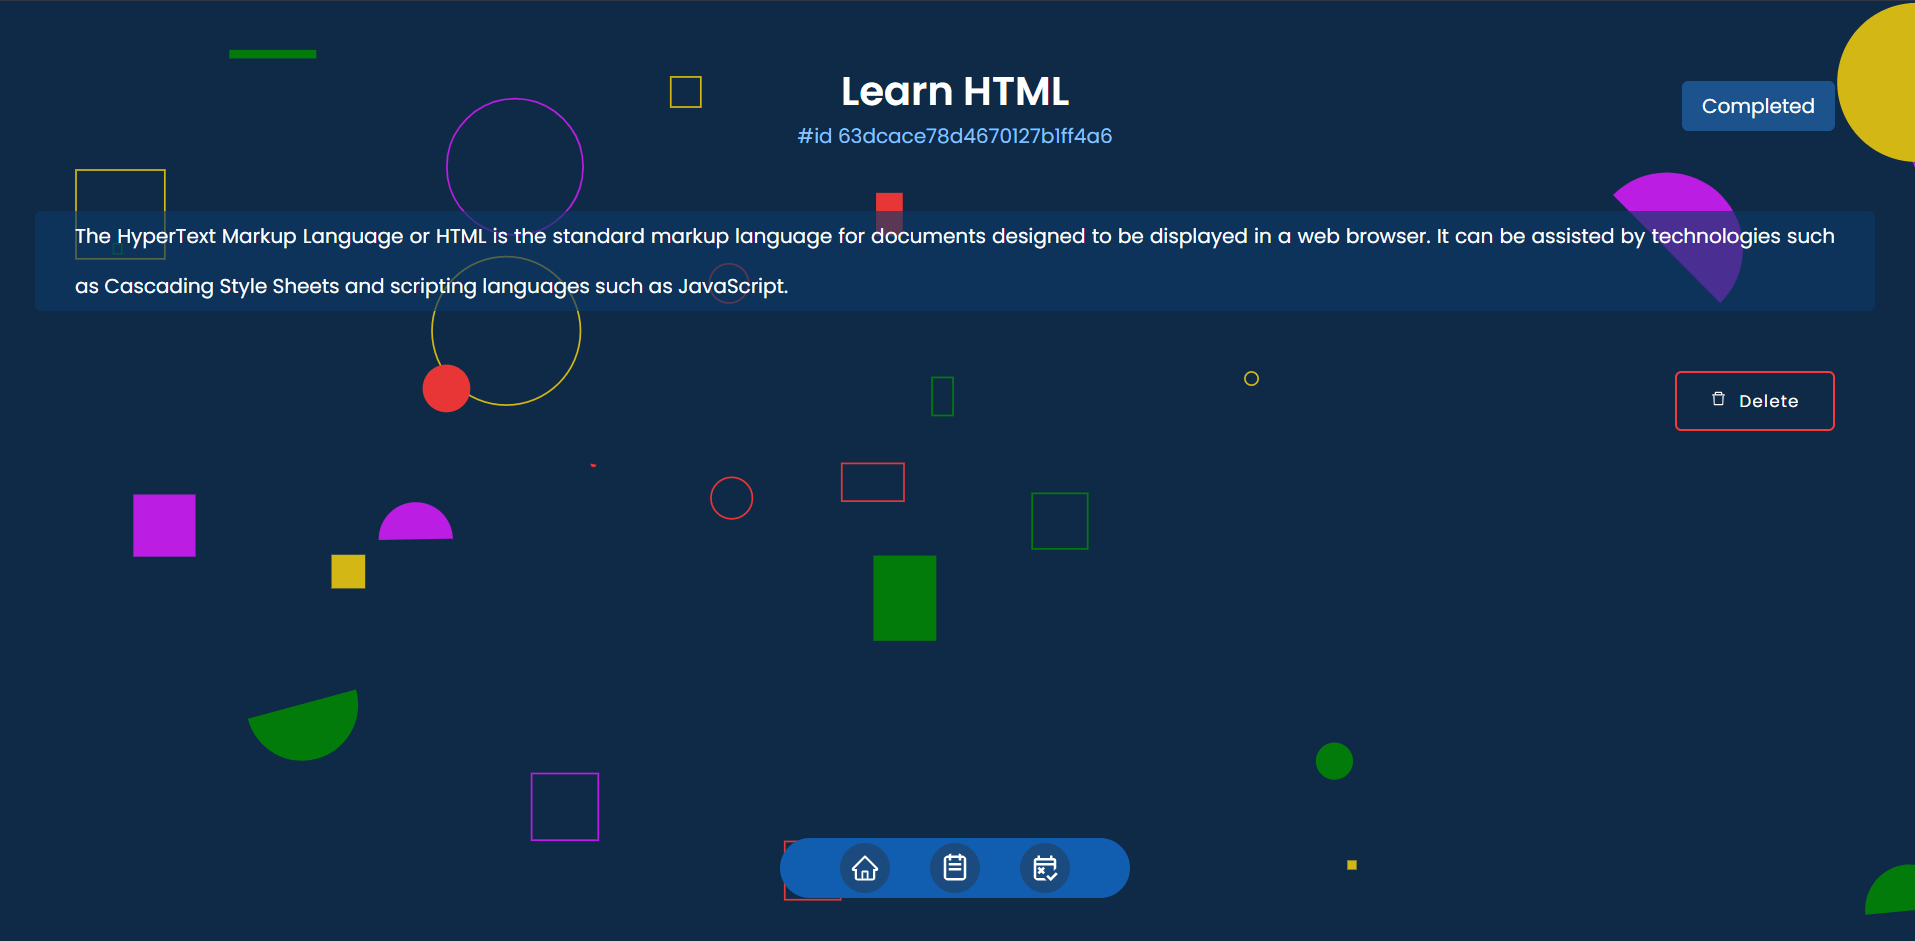 Learn HTML
#id 63dcace78d4670127b1ff4a6
Completed
The HyperText Markup Language or HTML is the standard markup language for documents designed to be displayed in a web browser. It can be assisted by technologies such
as Cascading Style Sheets and scripting languages such as JavaScript.
Delete